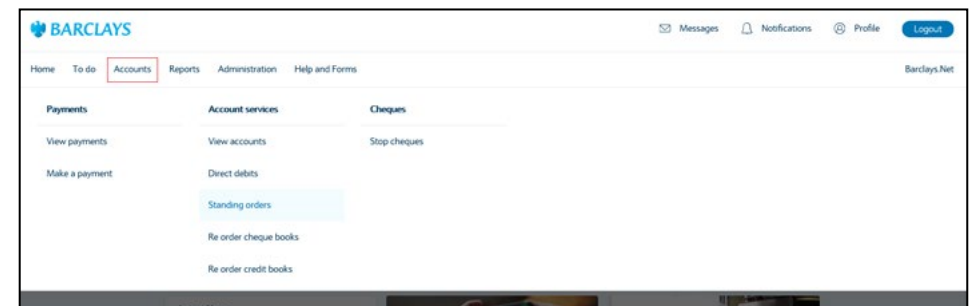 BARCLAYS Messages Notifications Profile Logout
Home To do Accounts Reports Administration Help and Forms Barclays.Net
Payments Account services Cheques
View payments View accounts Stop cheques
Make a payment Direct debits
Standing orders
Re order cheque books
Re order credit books